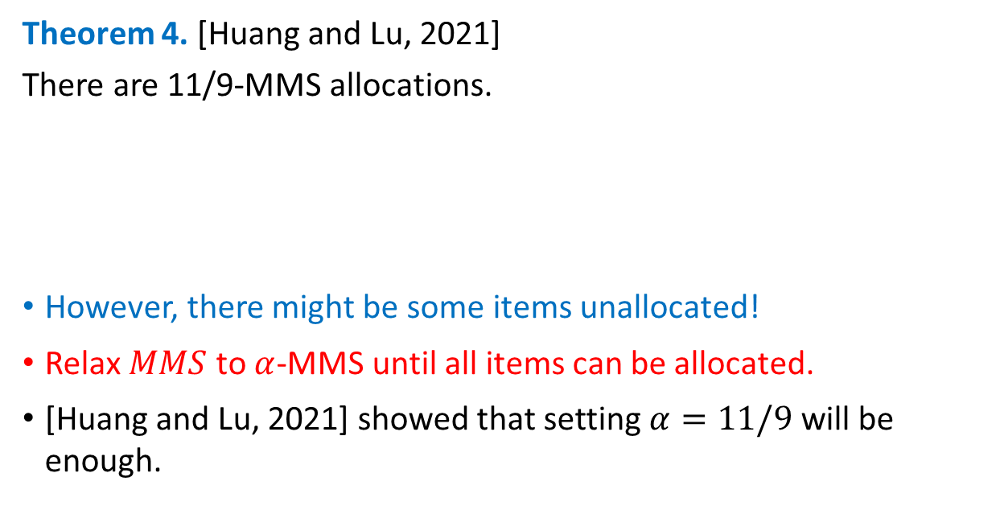 Theorem 4. [Huang and Lu, 2021]
There are 11/9-MMS allocations.
• However, there might be some items unallocated!
• Relax 𝑀𝑀𝑆 to 𝛼-MMS until all items can be allocated.
• [Huang and Lu, 2021] showed that setting 𝛼 = 11/9 will be
enough.